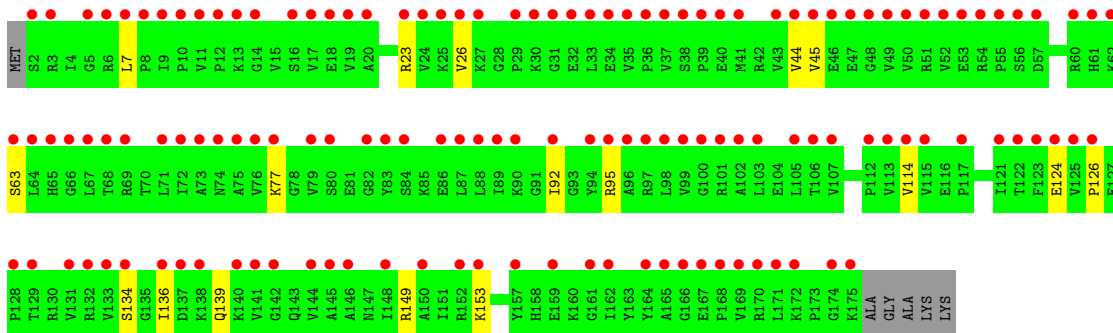 MET S2 R3 I4 G5 R6 L7 P8 I9 P10 V11 P12 K13 G14 V15 S16 V17 E18 V19 A20 R23 V24 K25 V26 K27 G28 P29 K30 G31 E32 L33 E34 V35 P36 V37 S38 P39 E40 M41 R42 V43 V44 V45 E46 E47 G48 V49 V50 R51 V52 E53 R54 P55 S56 D57 R60 H61 K62
S63 L64 H65 G66 L67 T68 R69 T70 L71 I72 A73 N74 A75 V76 K77 G78 V79 S80 E81 G82 Y83 S84 K85 E86 L87 L88 I89 K90 G91 I92 G93 Y94 R95 A96 R97 L98 V99 G100 R101 A102 L103 E104 L105 T106 V107 P112 V113 V114 V115 E116 P117 I121 T122 F123 E124 V125 P126 E127
P128 T129 R130 V131 R132 V133 S134 G135 I136 D137 K138 Q139 K140 V141 G142 Q143 V144 A145 A146 N147 I148 R149 A150 I151 R152 K153 Y157 H158 E159 K160 G161 I162 Y163 Y164 A165 G166 E167 P168 V169 R170 L171 K172 P173 G174 K175 ALA GLY ALA LYS LYS